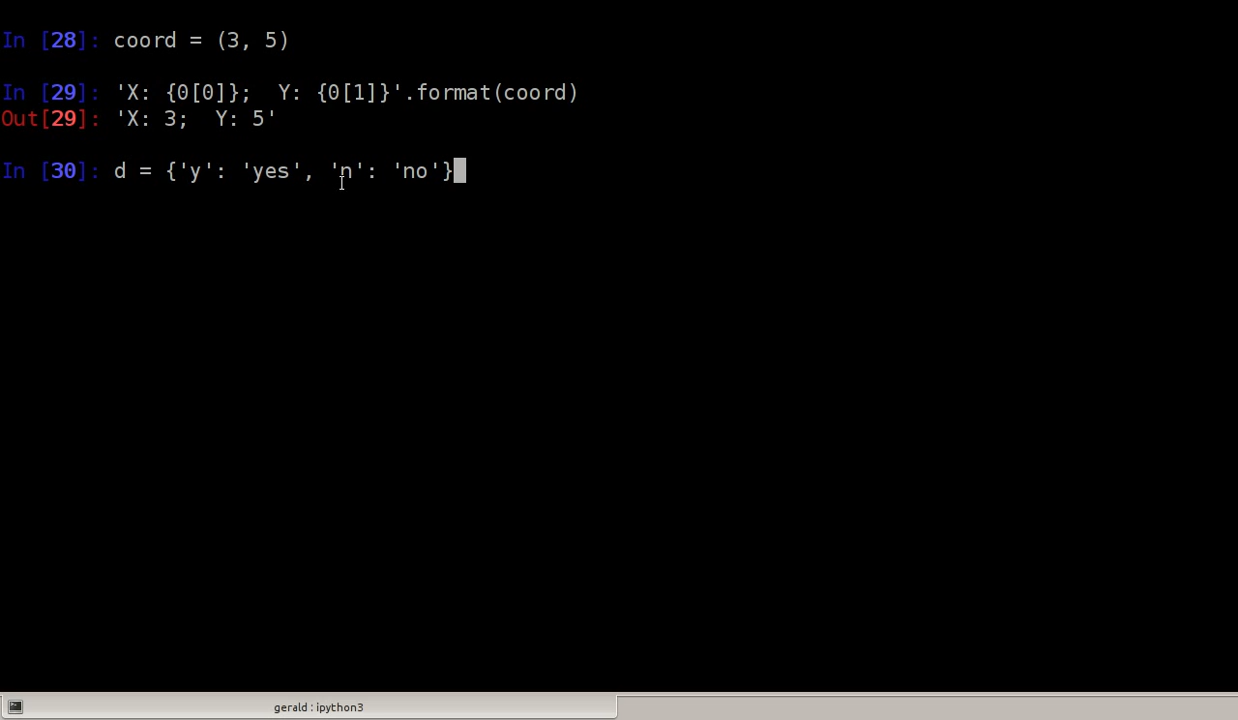 In [28]: coord = (3, 5)
In [29]: 'X: {0[0]};  Y: {0[1]}'.format(coord)
Out[29]: 'X: 3;  Y: 5'
In [30]: d = {'y': 'yes', 'n': 'no'}
gerald : ipython3